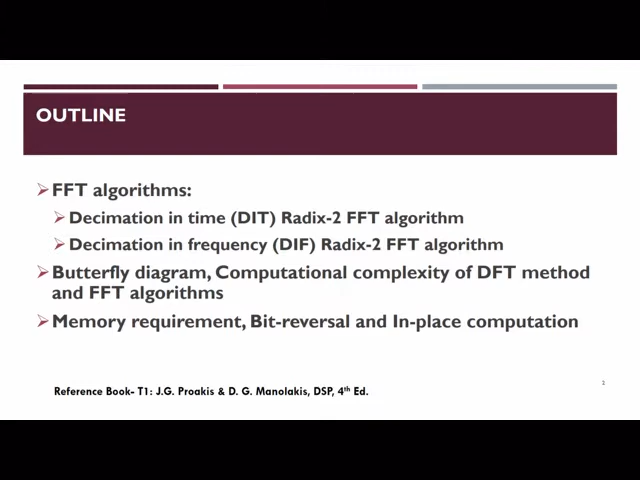 OUTLINE
FFT algorithms:
Decimation in time (DIT) Radix-2 FFT algorithm
Decimation in frequency (DIF) Radix-2 FFT algorithm
Butterfly diagram, Computational complexity of DFT method
and FFT algorithms
Memory requirement, Bit-reversal and In-place computation
Reference Book- T1: J.G. Proakis & D. G. Manolakis, DSP, 4th Ed.
2